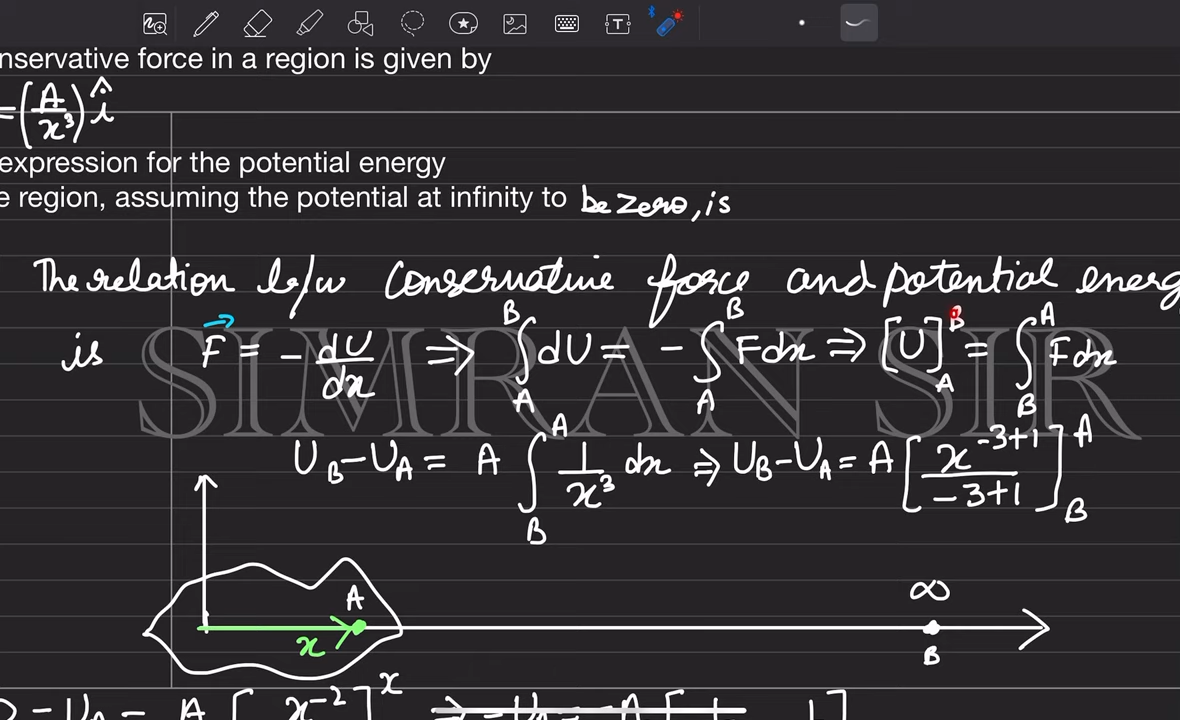 nservative force in a region is given by
=(A/x³) î
expression for the potential energy
e region, assuming the potential at infinity to be zero, is
The relation b/w conservative force and potential energ
is F⃗ = - dU/dx ⇒ ∫_A^B dU = - ∫_A^B Fdx ⇒ [U]_A^B = ∫_B^A Fdx
SIMRAN SIR
U_B - U_A = A ∫_B^A 1/x³ dx ⇒ U_B - U_A = A [x^(-3+1)/(-3+1)]_B^A
A ∞
x B
- U_A = A [x^-2]^x